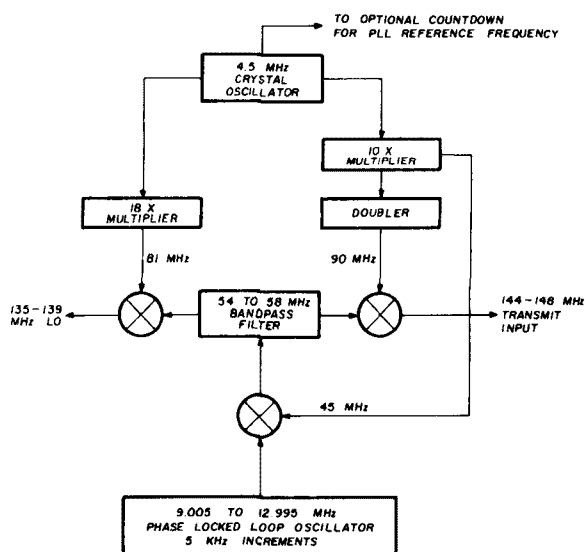 TO OPTIONAL COUNTDOWN
FOR PLL REFERENCE FREQUENCY
4.5 MHz
CRYSTAL
OSCILLATOR
10 X
MULTIPLIER
18 X
MULTIPLIER
DOUBLER
81 MHz
90 MHz
135-139
MHz LO
54 TO 58 MHz
BANDPASS
FILTER
144-148 MHz
TRANSMIT
INPUT
45 MHz
9.005 TO 12.995 MHz
PHASE LOCKED LOOP OSCILLATOR
5 KHz INCREMENTS